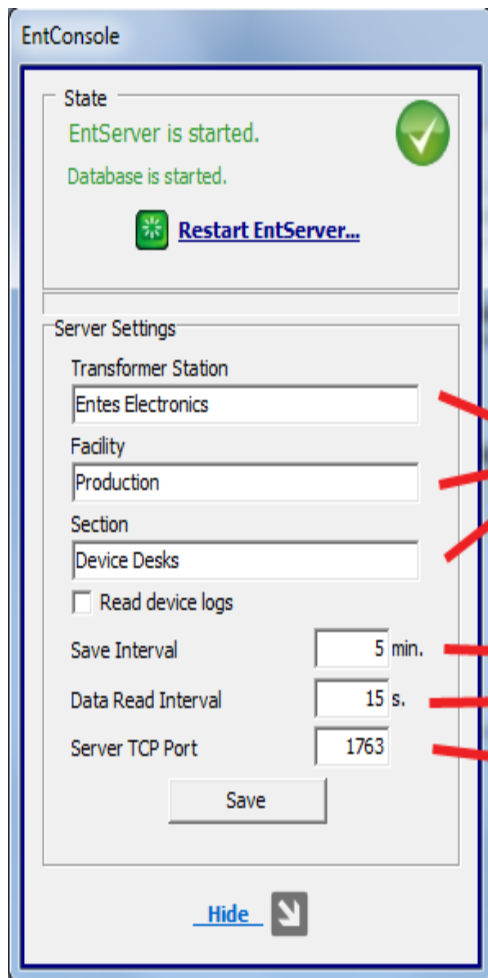 EntConsole
State
EntServer is started.
Database is started.
Restart EntServer...
Server Settings
Transformer Station
Entes Electronics
Facility
Production
Section
Device Desks
Read device logs
Save Interval 5 min.
Data Read Interval 15 s.
Server TCP Port 1763
Save
Hide